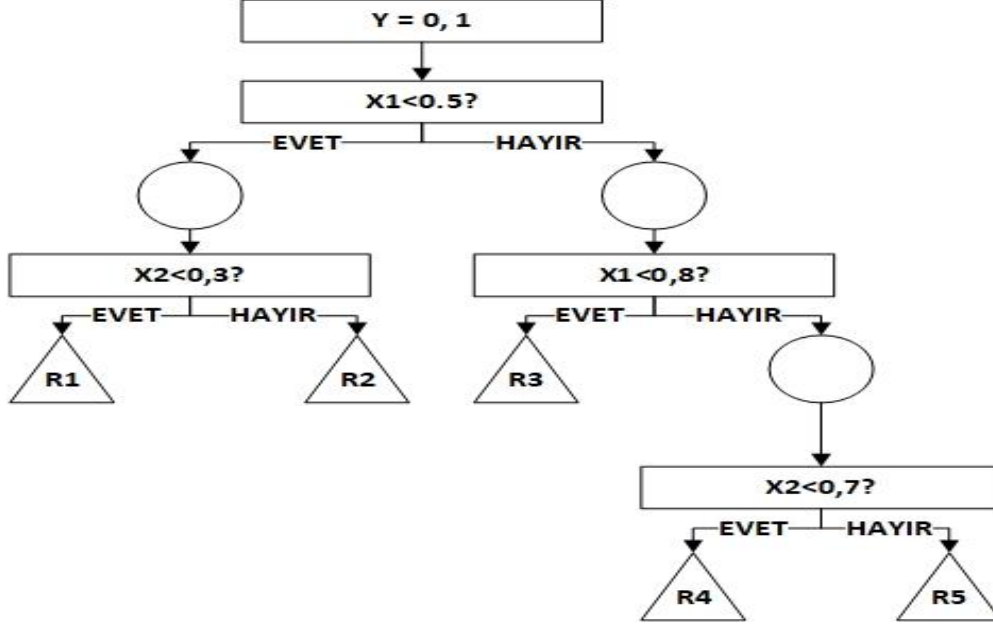 Y = 0, 1
X1<0.5?
EVET HAYIR
X2<0,3? X1<0,8?
EVET HAYIR EVET HAYIR
R1 R2 R3
X2<0,7?
EVET HAYIR
R4 R5